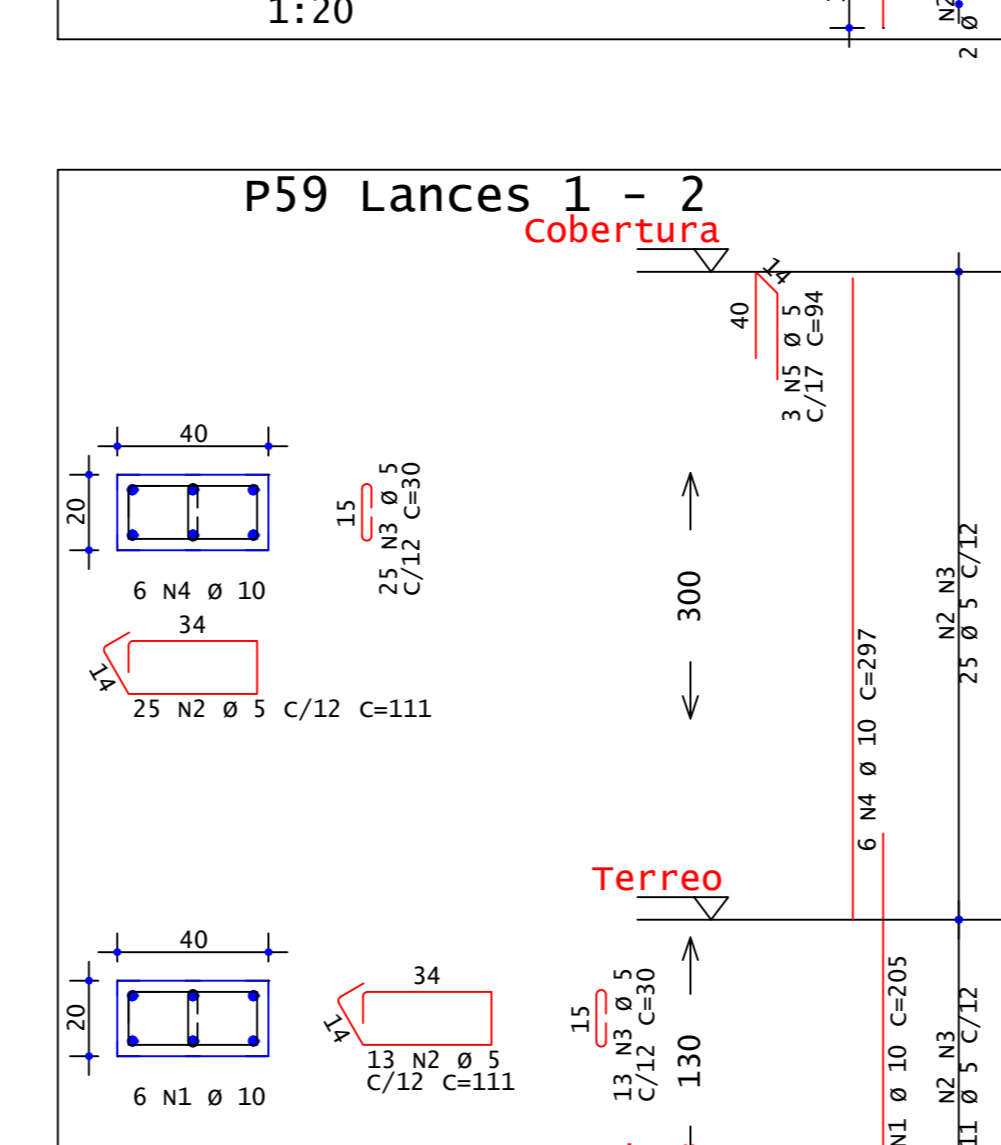 1:20
N2
2 Ø
P59 Lances 1 - 2
Cobertura
14
40
3 N5 Ø 5
C/17 C=94
40
20
6 N4 Ø 10
15
25 N3 Ø 5
C/12 C=30
34
14
25 N2 Ø 5 C/12 C=111
300
6 N4 Ø 10 C=297
N2 N3
25 Ø 5 C/12
Terreo
40
20
6 N1 Ø 10
34
14
13 N2 Ø 5
C/12 C=111
15
13 N3 Ø 5
C/12 C=30
130
N1 Ø 10 C=205
N2 N3
11 Ø 5 C/12